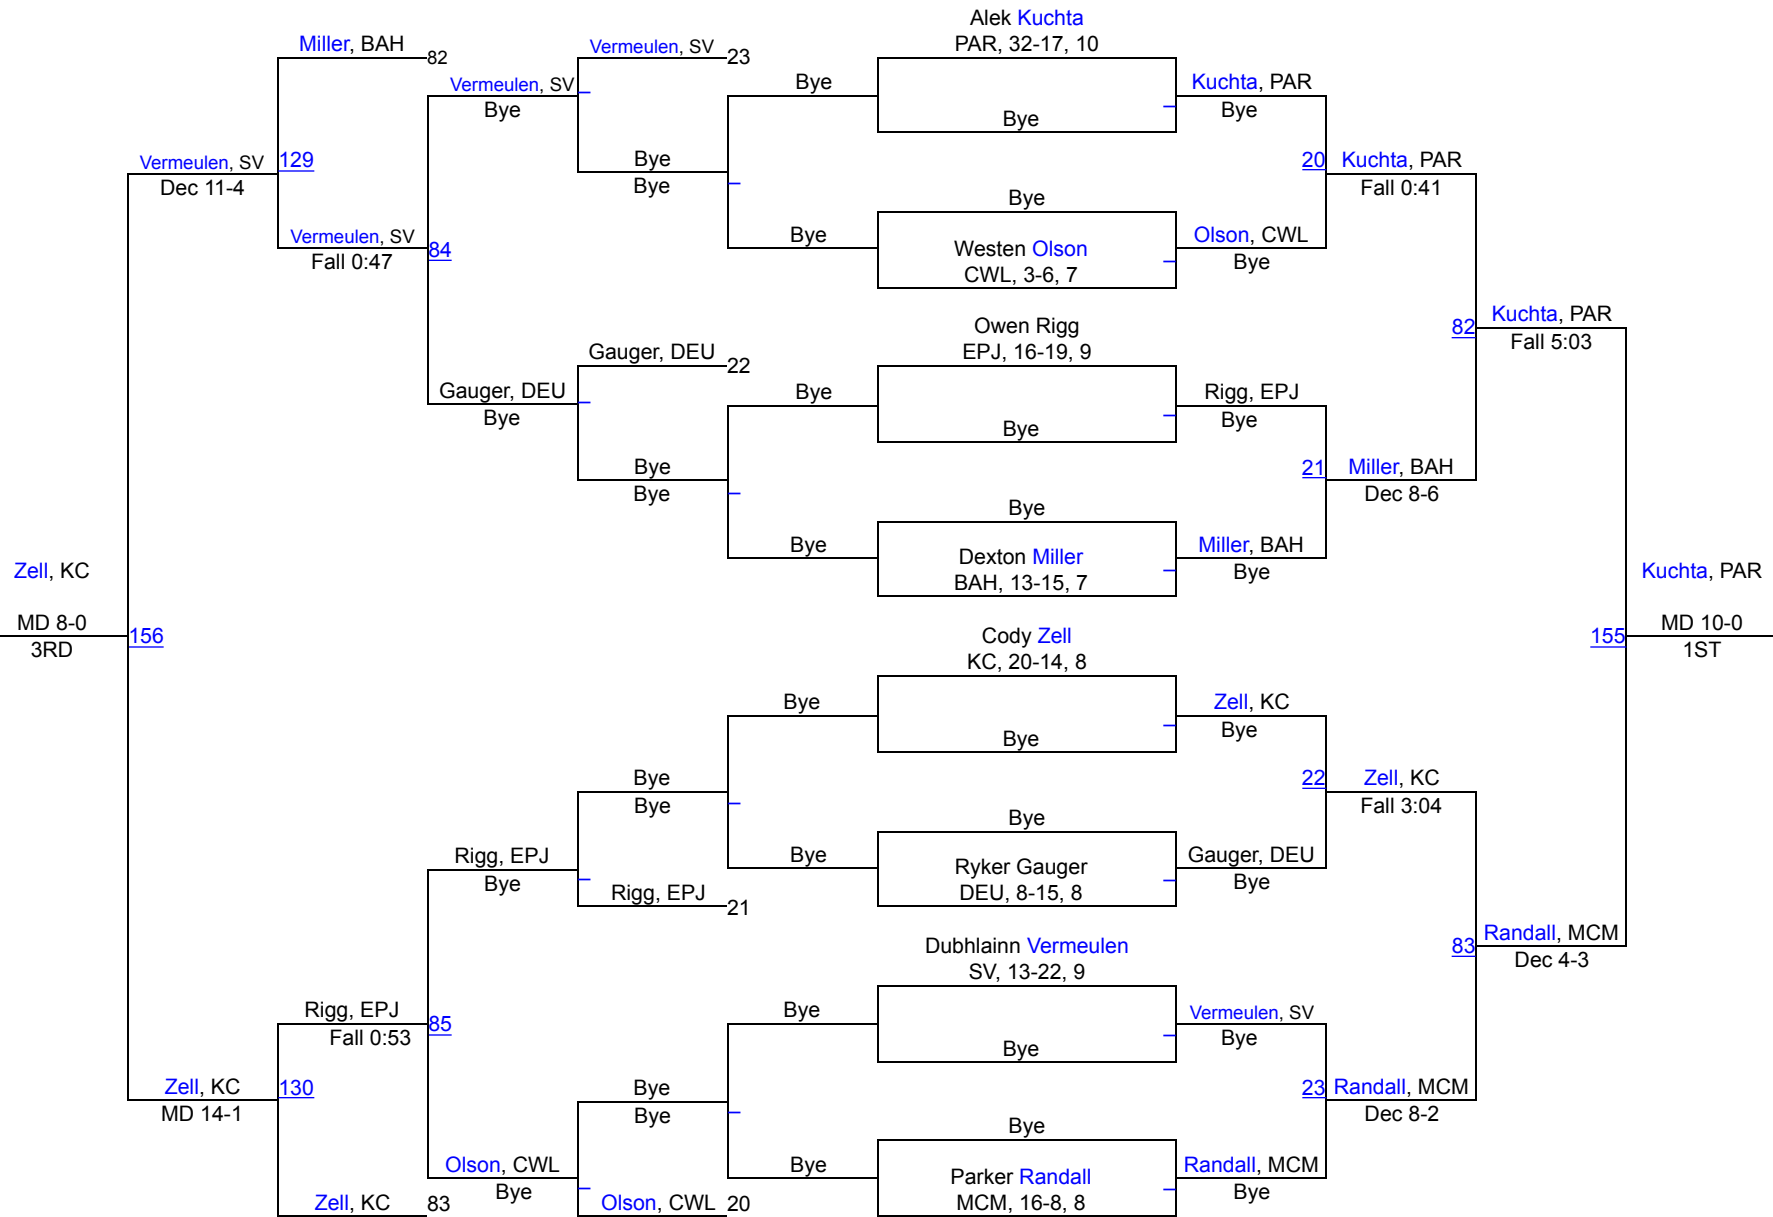 Alek Kuchta
PAR, 32-17, 10
Miller, BAH
82
Vermeulen, SV
23
Vermeulen, SV
Bye
Bye
Bye
Kuchta, PAR
Bye
Vermeulen, SV
129
Dec 11-4
Bye
Bye
20
Kuchta, PAR
Fall 0:41
Bye
Vermeulen, SV
84
Fall 0:47
Bye
Westen Olson
CWL, 3-6, 7
Olson, CWL
Bye
Owen Rigg
EPJ, 16-19, 9
Kuchta, PAR
82
Fall 5:03
Gauger, DEU
22
Gauger, DEU
Bye
Bye
Bye
Rigg, EPJ
Bye
Bye
Bye
21
Miller, BAH
Dec 8-6
Bye
Bye
Dexton Miller
BAH, 13-15, 7
Miller, BAH
Bye
Zell, KC
MD 8-0
3RD
156
Kuchta, PAR
155
MD 10-0
1ST
Cody Zell
KC, 20-14, 8
Bye
Bye
Zell, KC
Bye
Bye
Bye
22
Zell, KC
Fall 3:04
Rigg, EPJ
Bye
Rigg, EPJ
21
Bye
Bye
Ryker Gauger
DEU, 8-15, 8
Gauger, DEU
Bye
Dubhlainn Vermeulen
SV, 13-22, 9
83
Randall, MCM
Dec 4-3
Rigg, EPJ
Fall 0:53
85
Bye
Bye
Vermeulen, SV
Bye
Zell, KC
130
MD 14-1
Bye
Bye
23
Randall, MCM
Dec 8-2
Bye
Olson, CWL
Bye
Bye
Parker Randall
MCM, 16-8, 8
Randall, MCM
Bye
Zell, KC
83
Olson, CWL
20